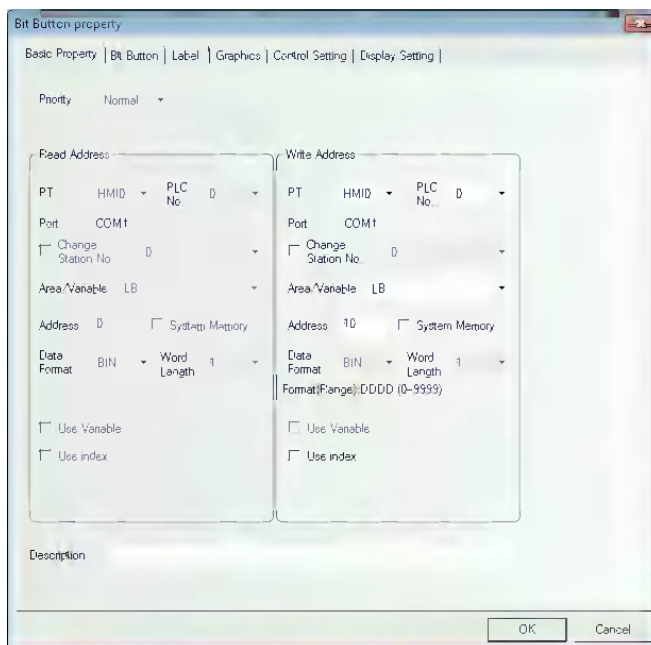 Bit Button property
Basic Property | Bit Button | Label | Graphics | Control Setting | Display Setting |
Priority Normal
Read Address
PT HMI0 PLC No. 0
Port COM1
Change Station No. 0
Area/Variable LB
Address 0 System Memory
Data Format BIN Word Length 1
Use Variable
Use index
Write Address
PT HMI0 PLC No. 0
Port COM1
Change Station No. 0
Area/Variable LB
Address 10 System Memory
Data Format BIN Word Length 1
Format(Range):DDDD (0~9999)
Use Variable
Use index
Description
OK Cancel